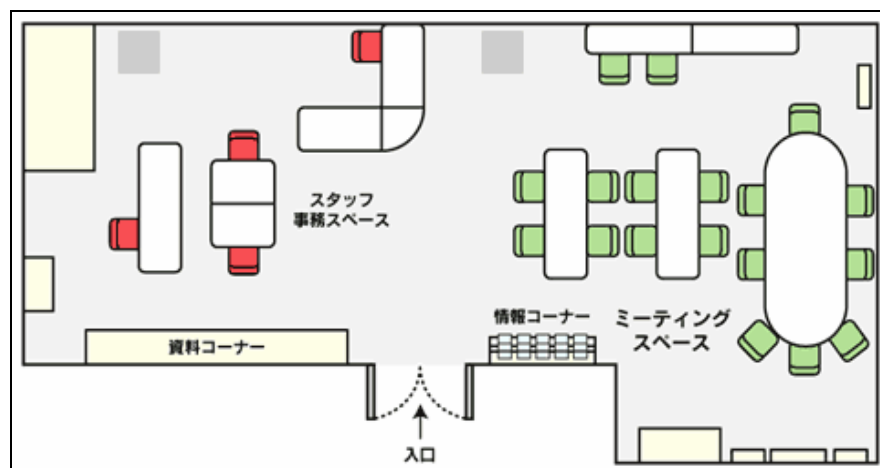 スタッフ
事務スペース
資料コーナー
情報コーナー
ミーティング
スペース
入口